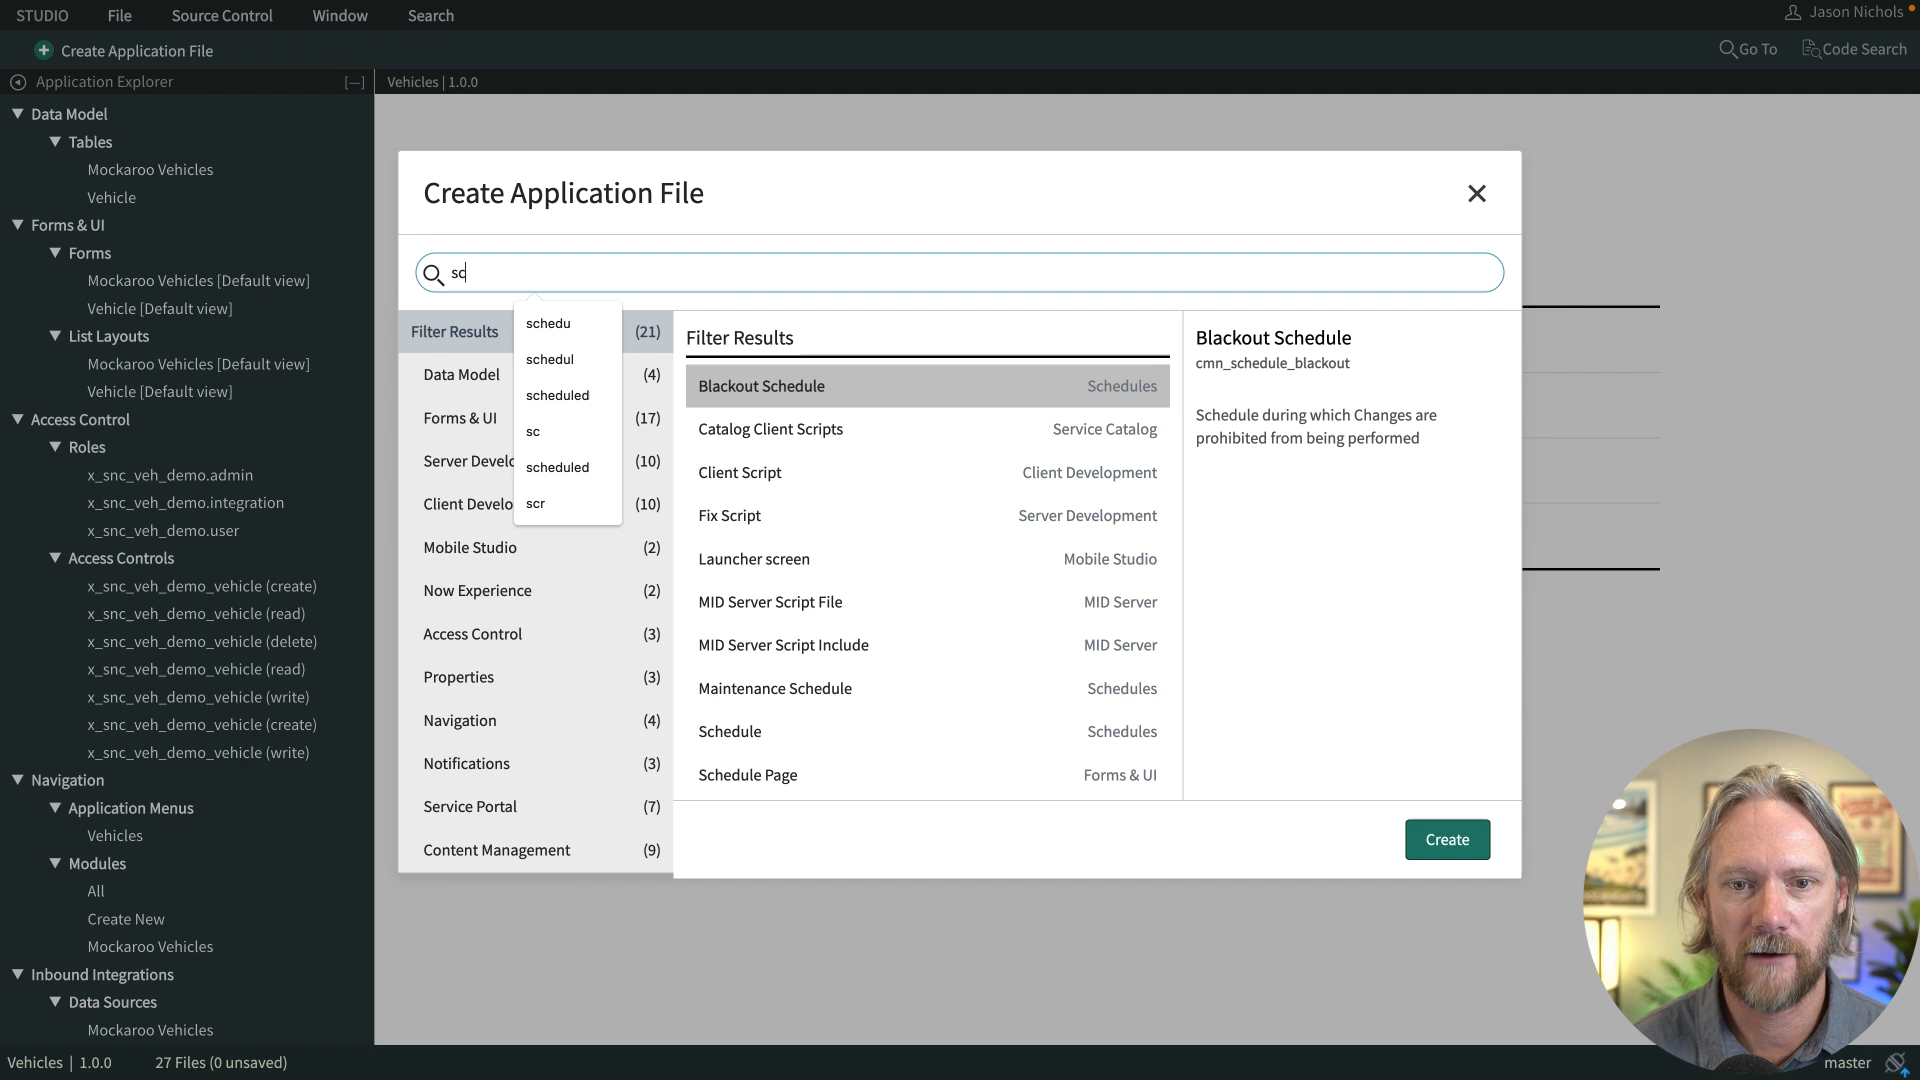 STUDIO File Source Control Window Search Jason Nichols
Create Application File Go To Code Search
Application Explorer [—] Vehicles | 1.0.0
Data Model
Tables
Mockaroo Vehicles
Vehicle
Forms & UI
Forms
Mockaroo Vehicles [Default view]
Vehicle [Default view]
List Layouts
Mockaroo Vehicles [Default view]
Vehicle [Default view]
Access Control
Roles
x_snc_veh_demo.admin
x_snc_veh_demo.integration
x_snc_veh_demo.user
Access Controls
x_snc_veh_demo_vehicle (create)
x_snc_veh_demo_vehicle (read)
x_snc_veh_demo_vehicle (delete)
x_snc_veh_demo_vehicle (read)
x_snc_veh_demo_vehicle (write)
x_snc_veh_demo_vehicle (create)
x_snc_veh_demo_vehicle (write)
Navigation
Application Menus
Vehicles
Modules
All
Create New
Mockaroo Vehicles
Inbound Integrations
Data Sources
Mockaroo Vehicles
Create Application File
sc
schedu
schedul
scheduled
sc
scheduled
scr
Filter Results (21)
Data Model (4)
Forms & UI (17)
Server Develo (10)
Client Develo (10)
Mobile Studio (2)
Now Experience (2)
Access Control (3)
Properties (3)
Navigation (4)
Notifications (3)
Service Portal (7)
Content Management (9)
Filter Results
Blackout Schedule Schedules
Catalog Client Scripts Service Catalog
Client Script Client Development
Fix Script Server Development
Launcher screen Mobile Studio
MID Server Script File MID Server
MID Server Script Include MID Server
Maintenance Schedule Schedules
Schedule Schedules
Schedule Page Forms & UI
Blackout Schedule
cmn_schedule_blackout
Schedule during which Changes are
prohibited from being performed
Create
Vehicles | 1.0.0 27 Files (0 unsaved) master